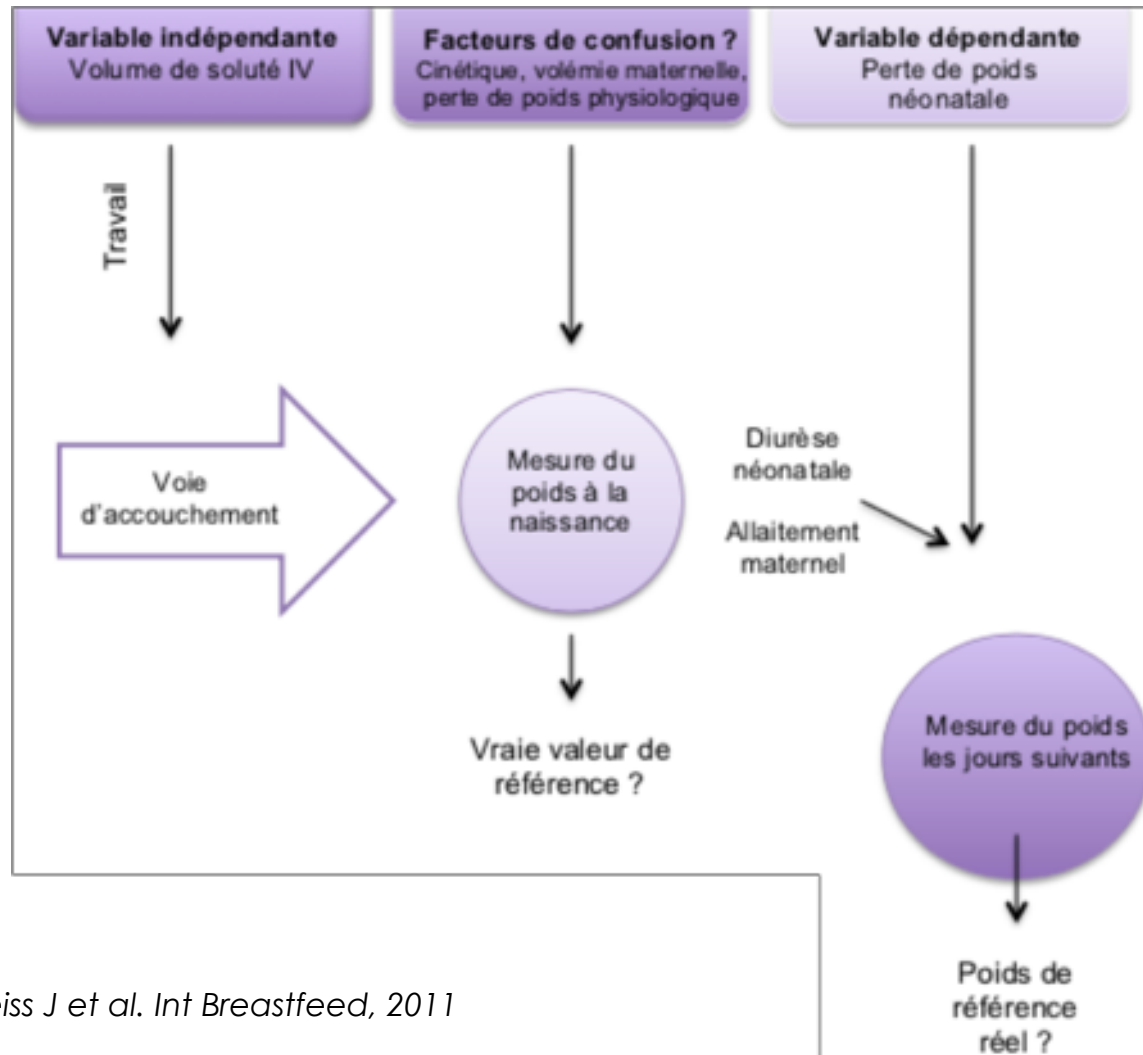 Variable indépendante
Volume de soluté IV
Facteurs de confusion ?
Cinétique, volémie maternelle,
perte de poids physiologique
Variable dépendante
Perte de poids
néonatale
Travail
Voie
d'accouchement
Mesure du
poids à la
naissance
Diurèse
néonatale
Allaitement
maternel
Vraie valeur de
référence ?
Mesure du poids
les jours suivants
Poids de
référence
réel ?
J et al. Int Breastfeed, 2011